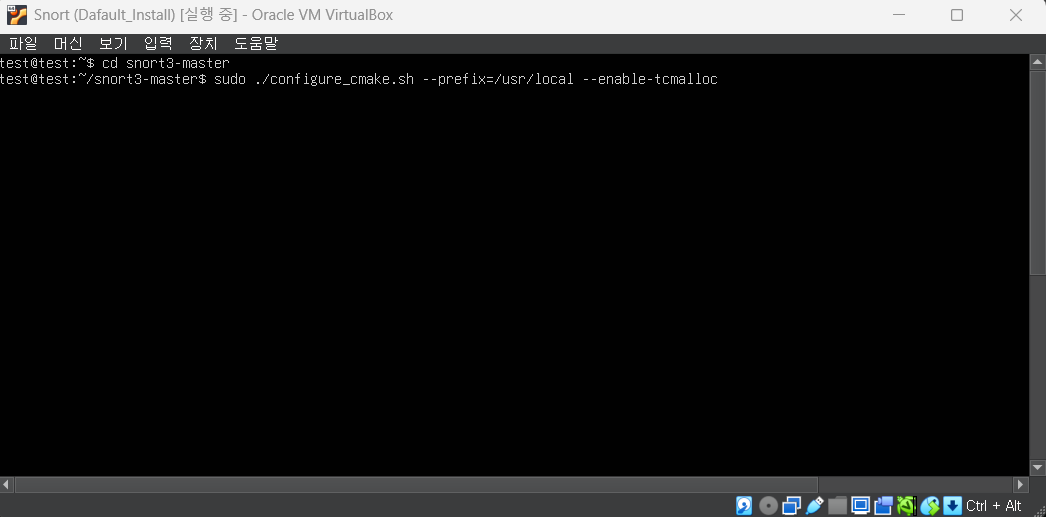 Snort (Dafault_Install) [실행 중] - Oracle VM VirtualBox
파일 머신 보기 입력 장치 도움말
test@test:~$ cd snort3-master
test@test:~/snort3-master$ sudo ./configure_cmake.sh --prefix=/usr/local --enable-tcmalloc
Ctrl + Alt